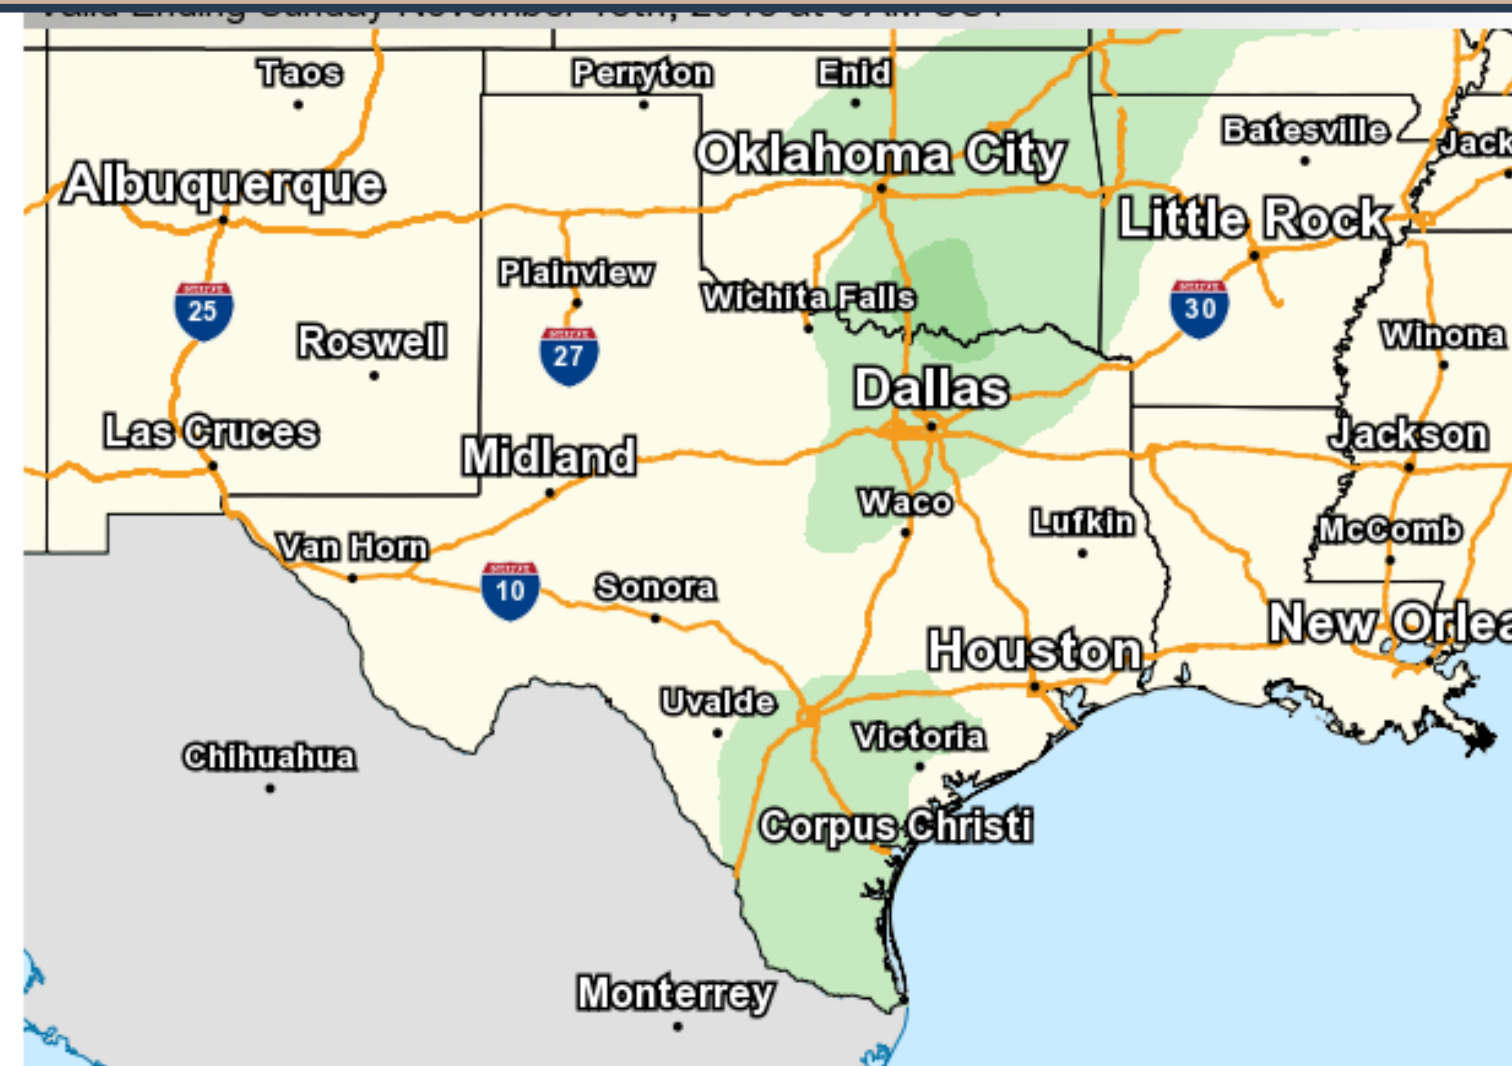 Taos
Perryton
Enid
Batesville
Oklahoma City
Jack
Albuquerque
Little Rock
Plainview
Wichita Falls
25
30
Winona
Roswell
27
Dallas
Las Cruces
Jackson
Midland
Waco
Lufkin
McComb
Van Horn
10
Sonora
New Orlea
Houston
Uvalde
Victoria
Chihuahua
Corpus Christi
Monterrey